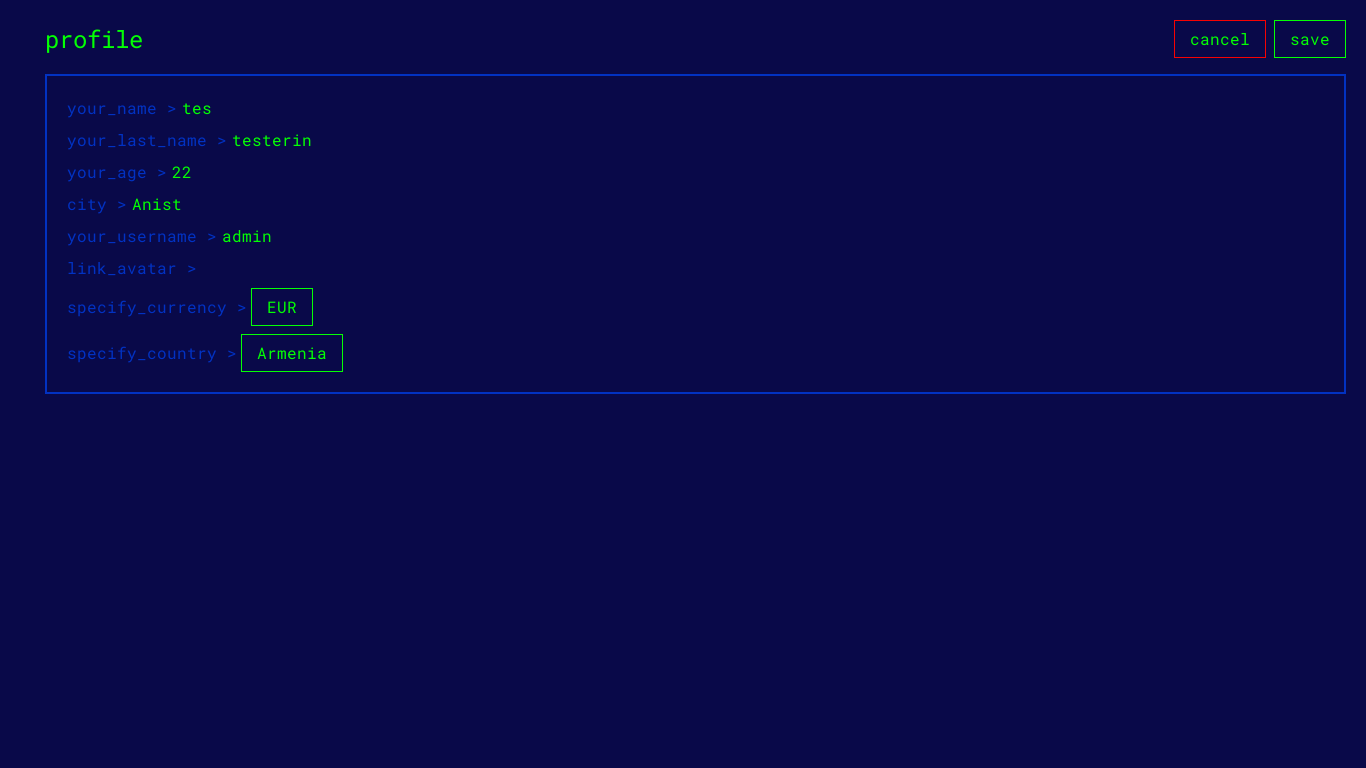 profile
cancel
save
your_name > tes
your_last_name > testerin
your_age > 22
city > Anist
your_username > admin
link_avatar >
specify_currency > EUR
specify_country > Armenia